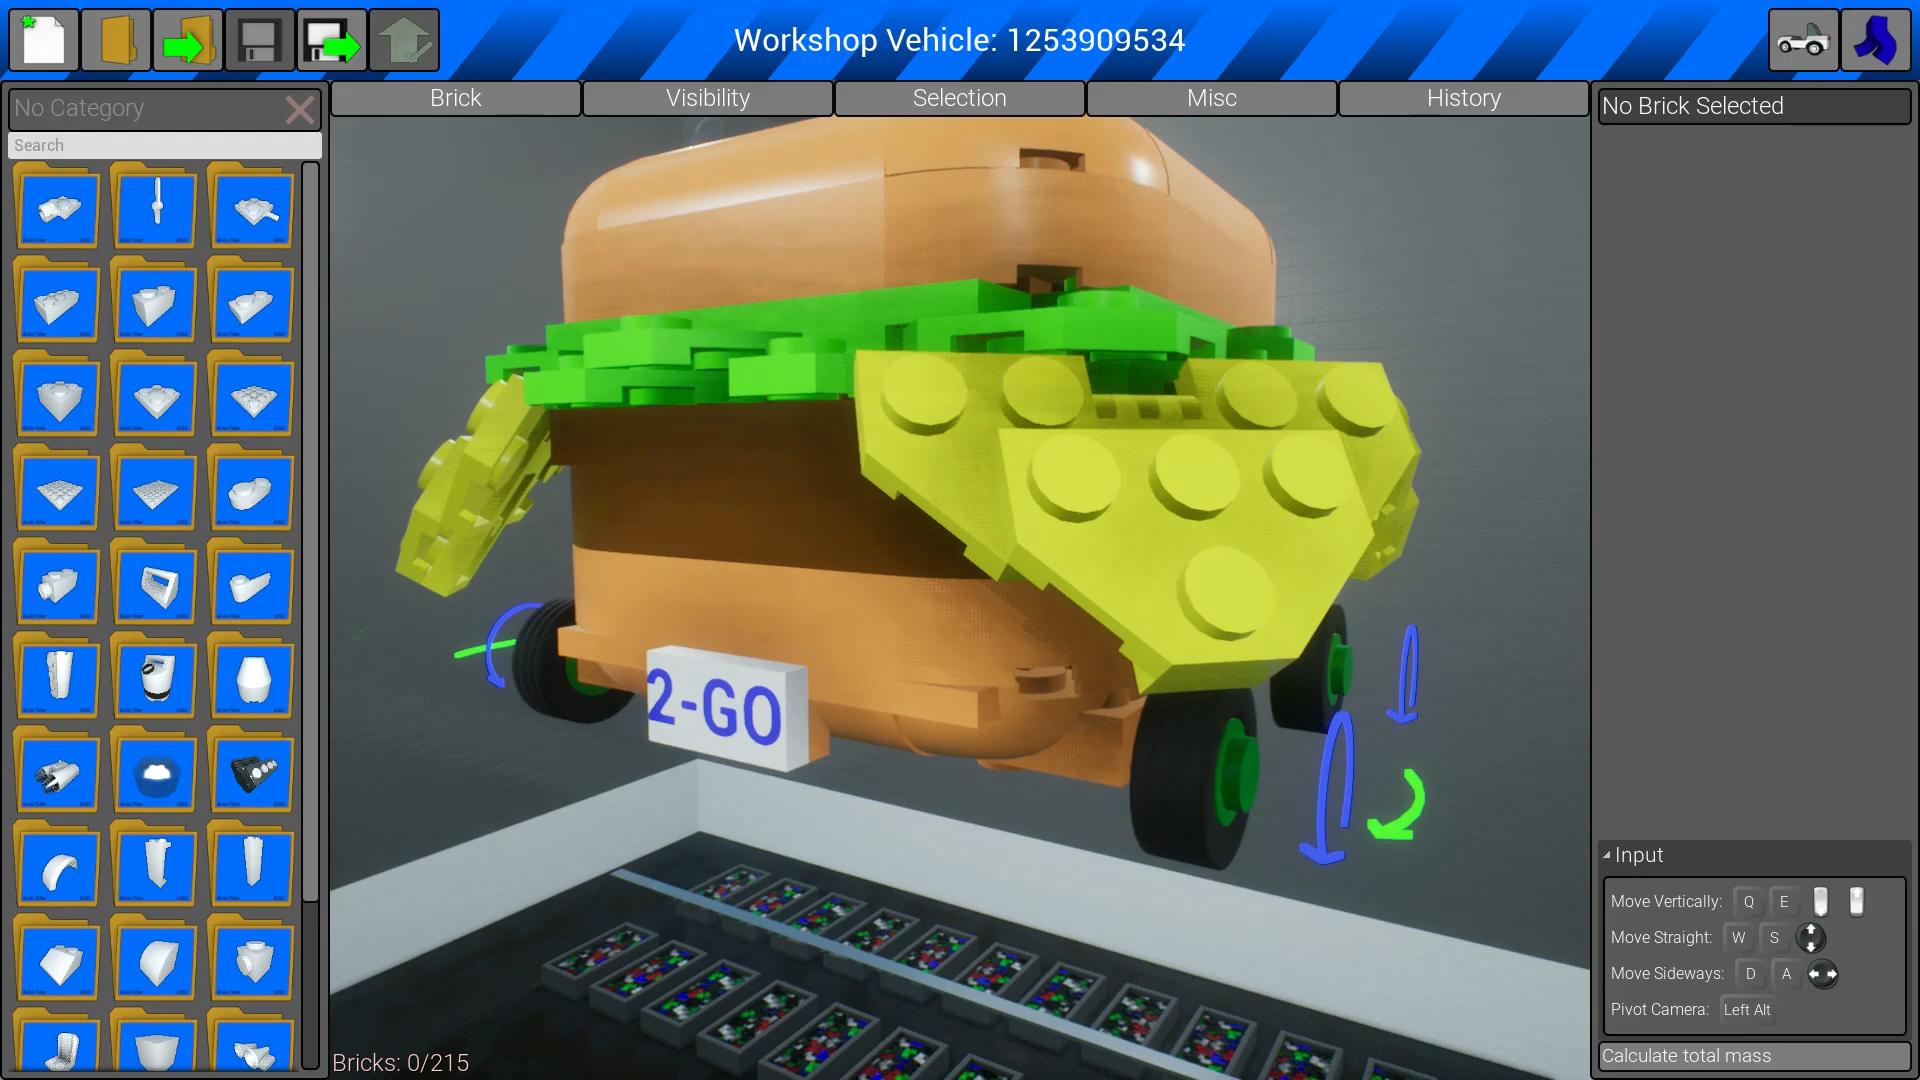 Workshop Vehicle: 1253909534
No Category
Search
Brick
Visibility
Selection
Misc
History
No Brick Selected
2-GO
Input
Move Vertically: Q E
Move Straight: W S
Move Sideways: D A
Pivot Camera: Left Alt
Bricks: 0/215
Calculate total mass